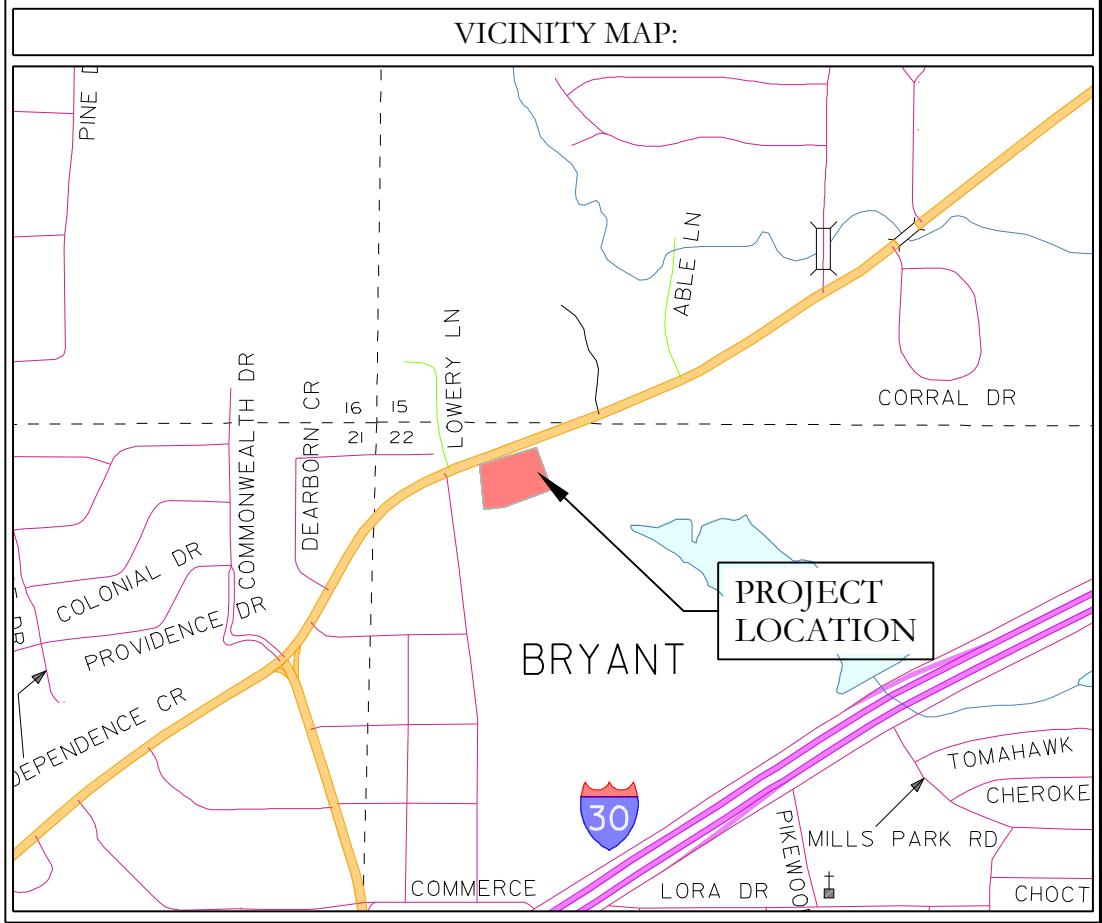 VICINITY MAP:
PINE D
ABLE LN
LOWERY LN
CORRAL DR
COMMONWEALTH DR
DEARBORN CR
16 15
21 22
COLONIAL DR
PROVIDENCE DR
DR
DEPENDENCE CR
PROJECT
LOCATION
BRYANT
30
TOMAHAWK
CHEROKE
MILLS PARK RD
PIKEWOO
COMMERCE
LORA DR
CHOCT